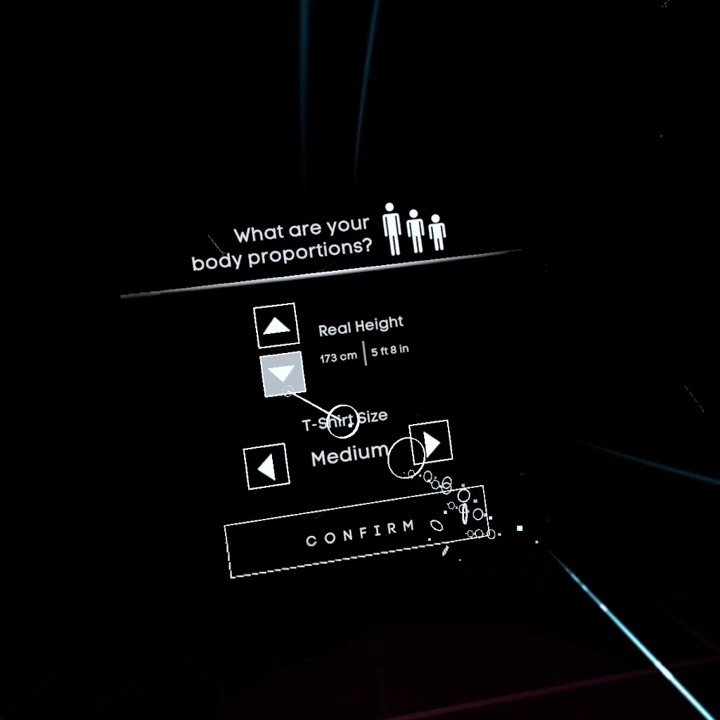 What are your
body proportions?
Real Height
173 cm | 5 ft 8 in
T-Shirt Size
Medium
CONFIRM